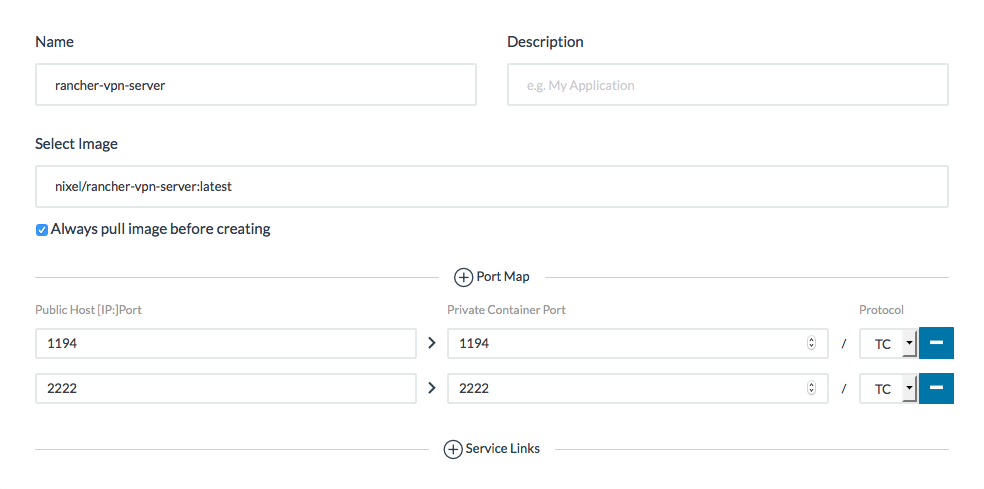 Name Description
rancher-vpn-server e.g. My Application
Select Image
nixel/rancher-vpn-server:latest
Always pull image before creating
Port Map
Public Host [IP:]Port Private Container Port Protocol
1194 1194 / TC
2222 2222 / TC
Service Links